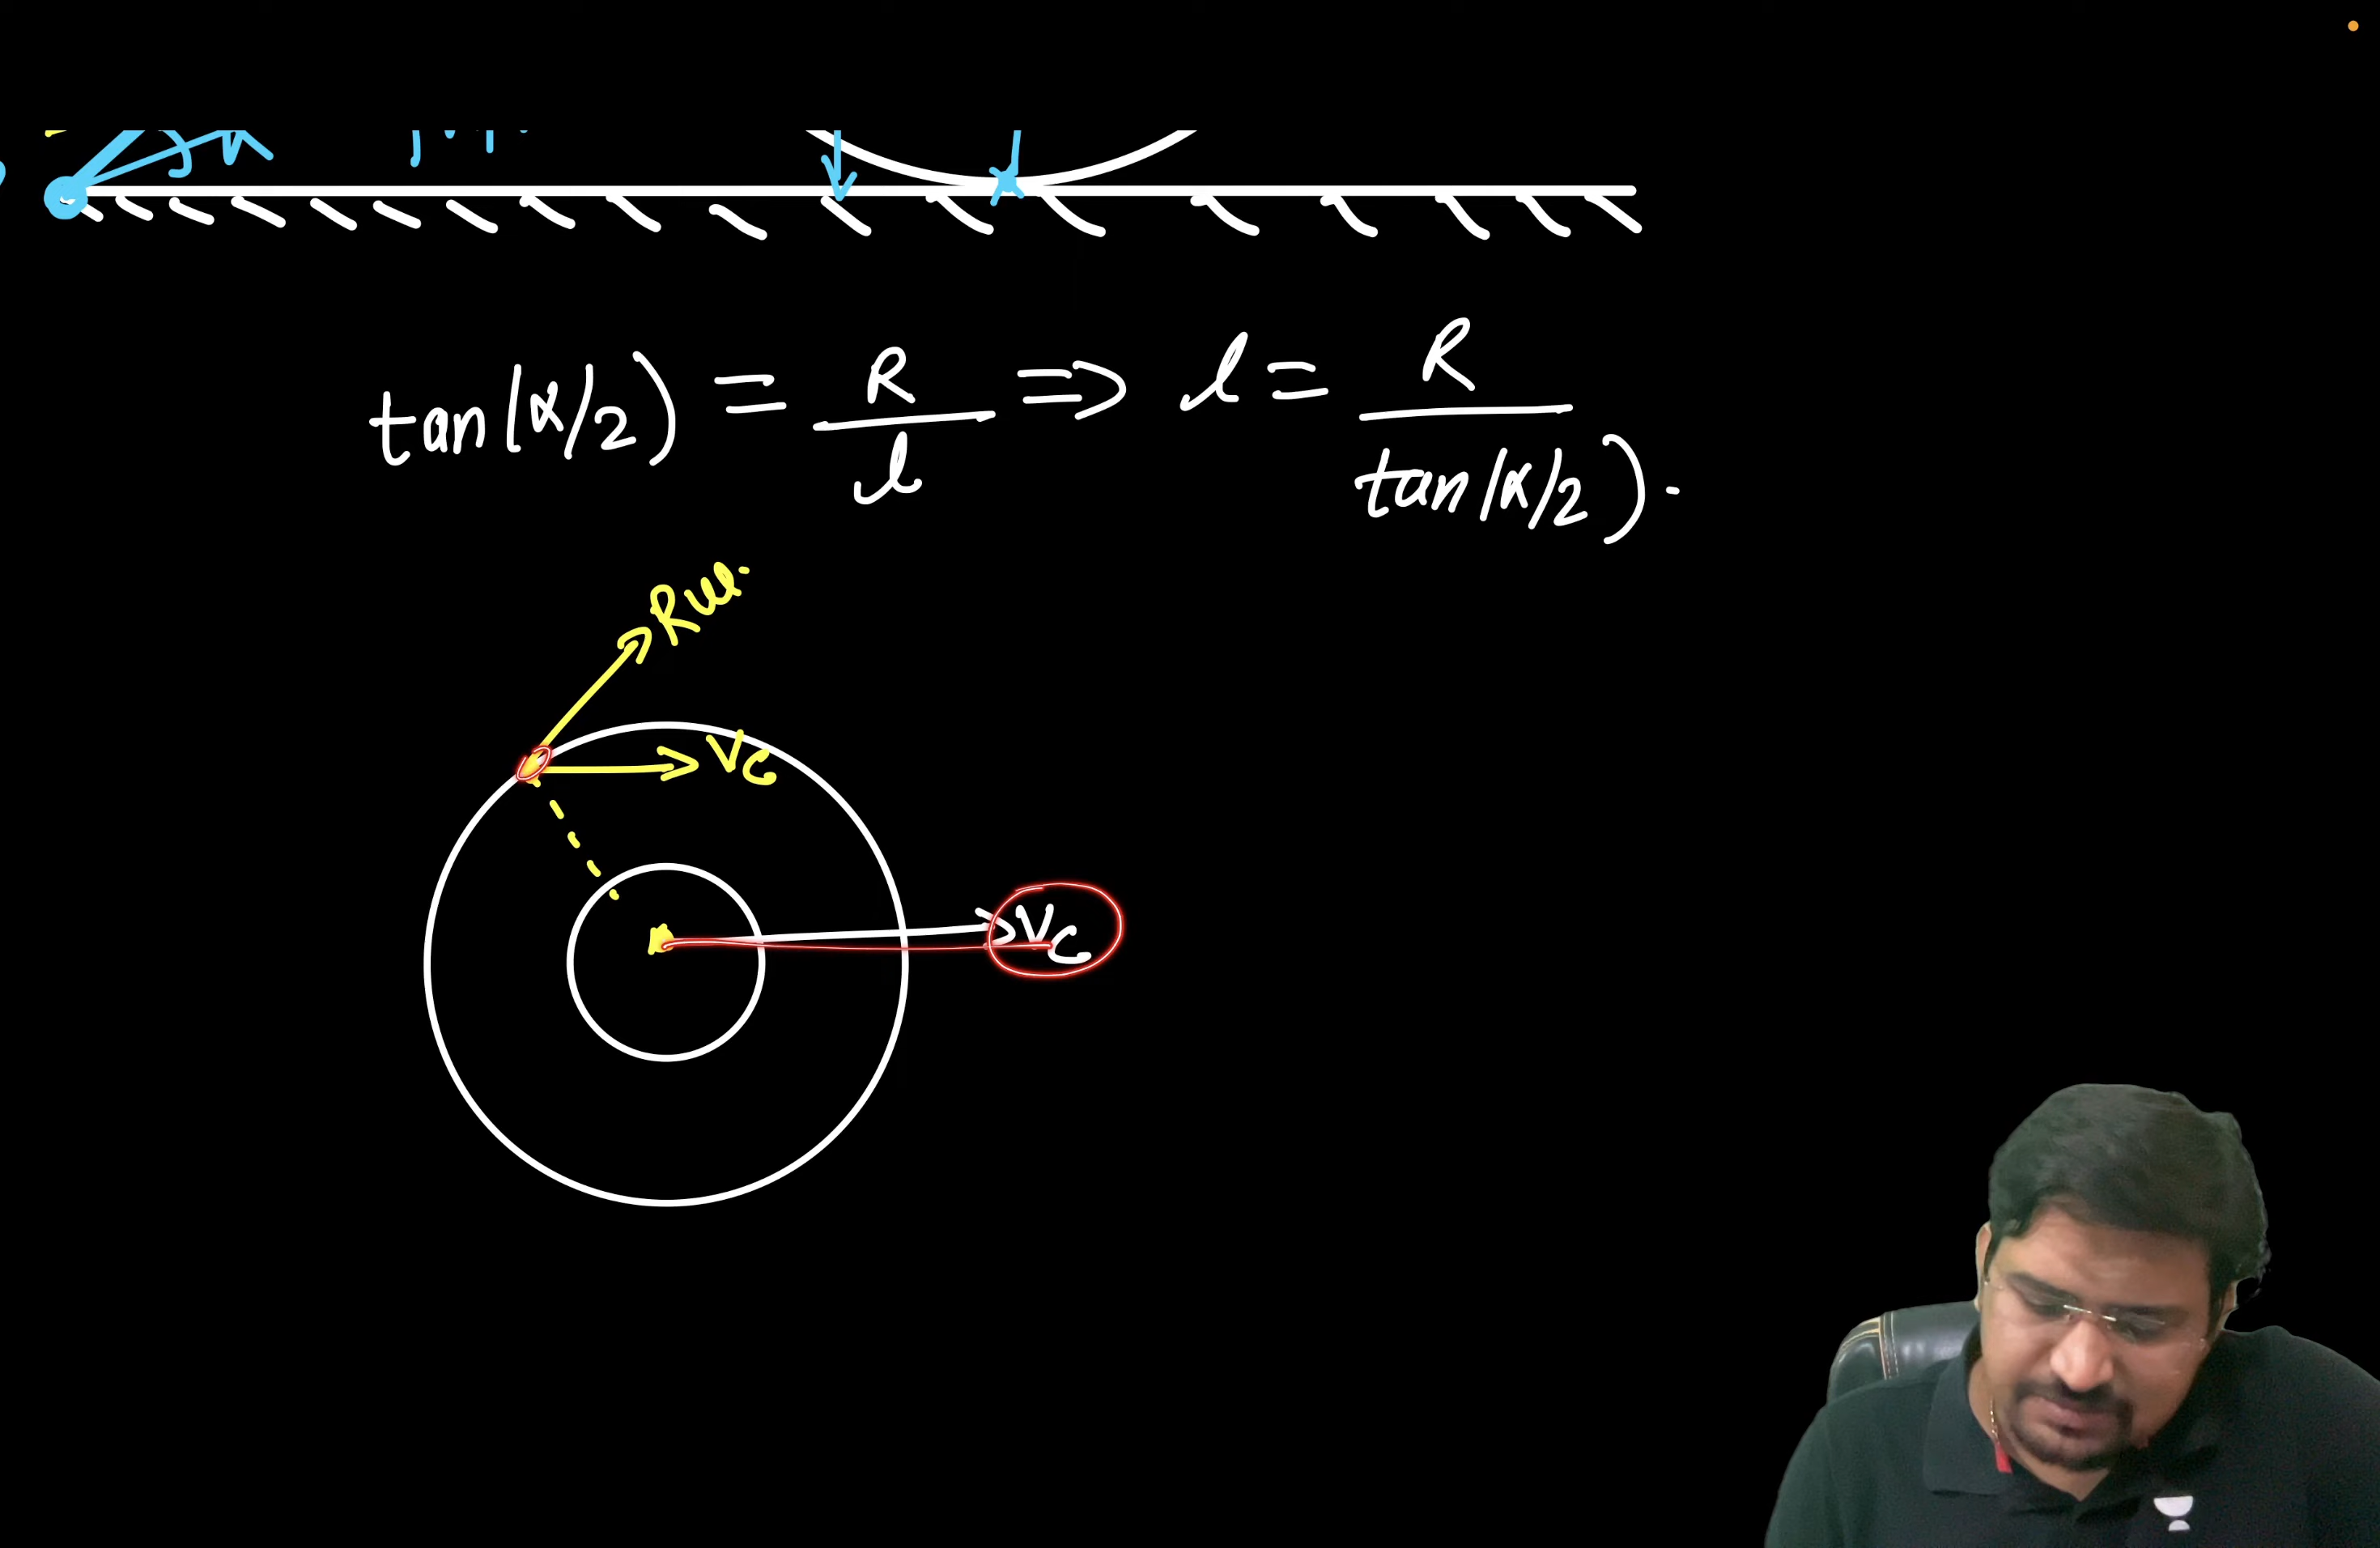 tan(α/2) = R/l ⇒ l = R/tan(α/2).
Rω.
Vc
Vc